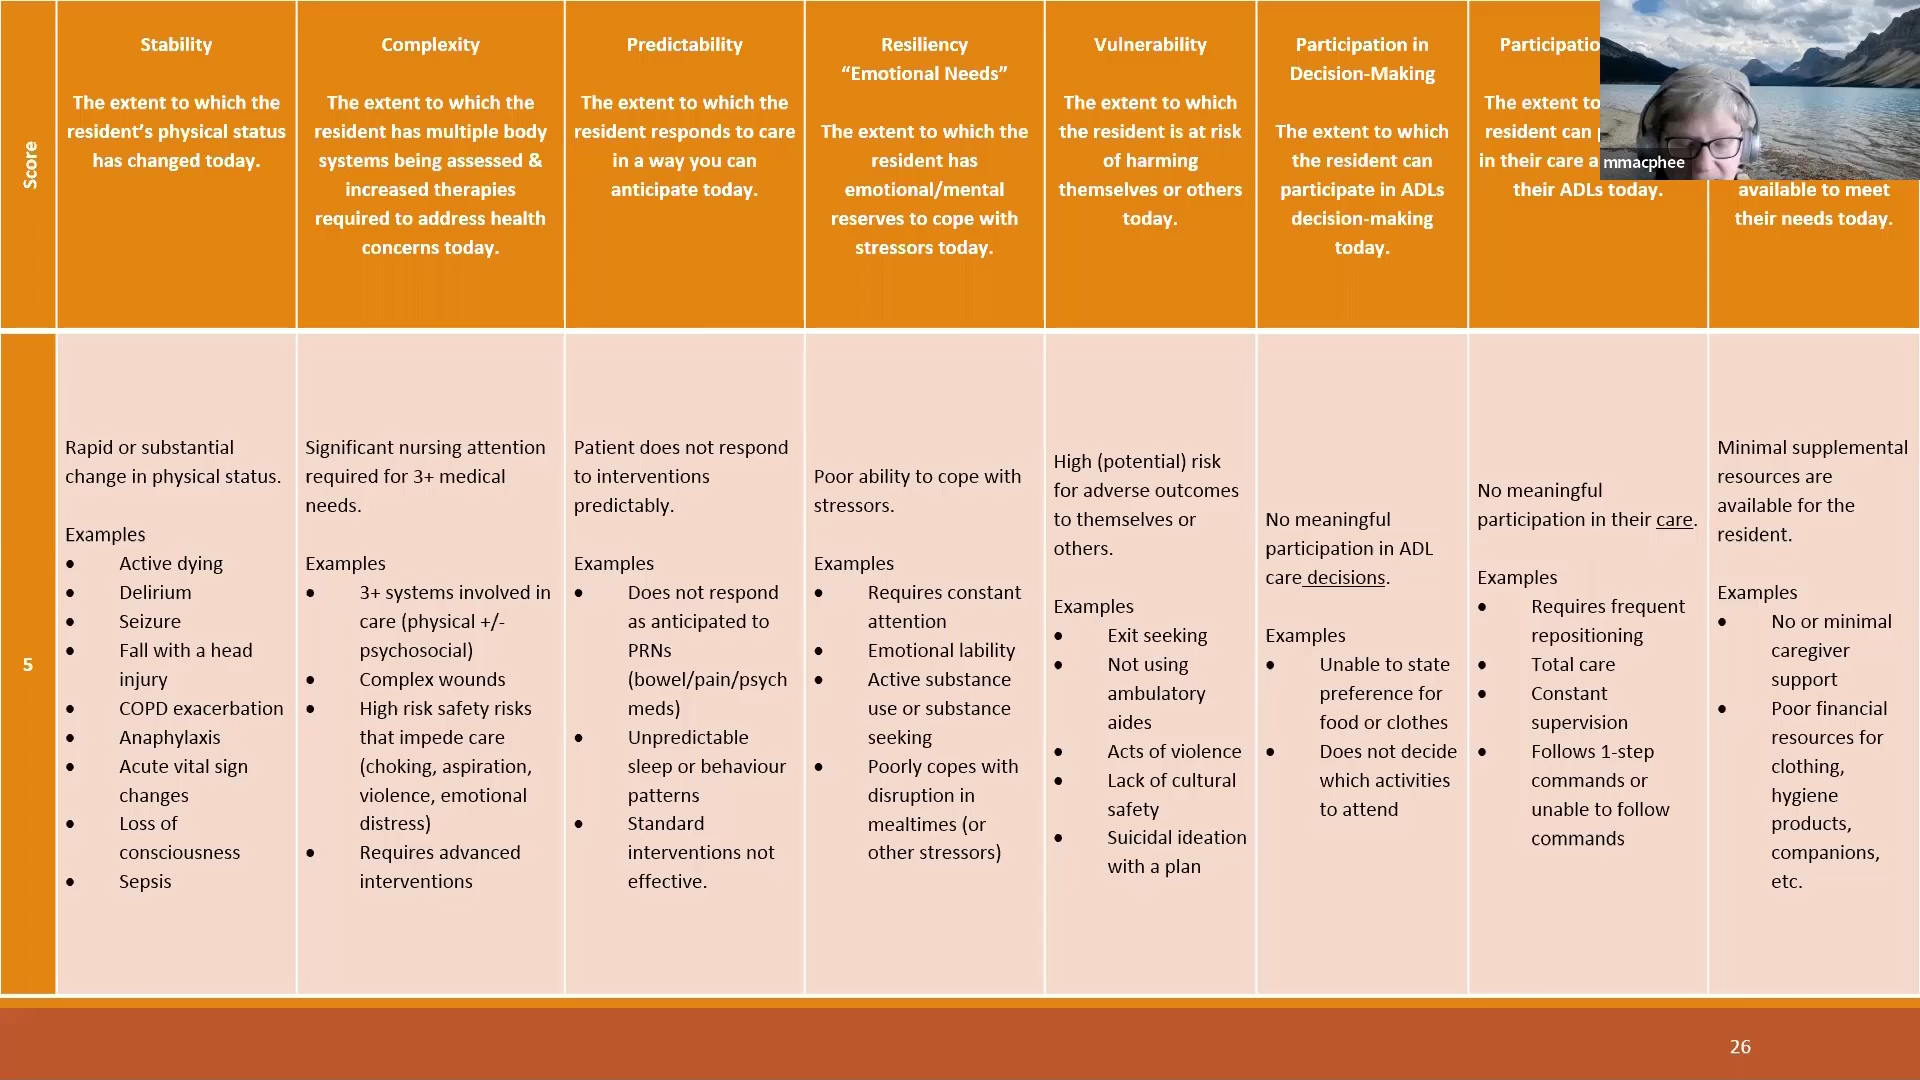 Score
Stability
The extent to which the
resident’s physical status
has changed today.
Complexity
The extent to which the
resident has multiple body
systems being assessed &
increased therapies
required to address health
concerns today.
Predictability
The extent to which the
resident responds to care
in a way you can
anticipate today.
Resiliency
“Emotional Needs”
The extent to which the
resident has
emotional/mental
reserves to cope with
stressors today.
Vulnerability
The extent to which
the resident is at risk
of harming
themselves or others
today.
Participation in
Decision-Making
The extent to which
the resident can
participate in ADLs
decision-making
today.
The extent to
resident can
in their care
their ADLs today.
available to meet
their needs today.
mmacphee
5
Rapid or substantial
change in physical status.
Examples
• Active dying
• Delirium
• Seizure
• Fall with a head
injury
• COPD exacerbation
• Anaphylaxis
• Acute vital sign
changes
• Loss of
consciousness
• Sepsis
Significant nursing attention
required for 3+ medical
needs.
Examples
• 3+ systems involved in
care (physical +/-
psychosocial)
• Complex wounds
• High risk safety risks
that impede care
(choking, aspiration,
violence, emotional
distress)
• Requires advanced
interventions
Patient does not respond
to interventions
predictably.
Examples
• Does not respond
as anticipated to
PRNs
(bowel/pain/psych
meds)
• Unpredictable
sleep or behaviour
patterns
• Standard
interventions not
effective.
Poor ability to cope with
stressors.
Examples
• Requires constant
attention
• Emotional lability
• Active substance
use or substance
seeking
• Poorly copes with
disruption in
mealtimes (or
other stressors)
High (potential) risk
for adverse outcomes
to themselves or
others.
Examples
• Exit seeking
• Not using
ambulatory
aides
• Acts of violence
• Lack of cultural
safety
• Suicidal ideation
with a plan
No meaningful
participation in ADL
care decisions.
Examples
• Unable to state
preference for
food or clothes
• Does not decide
which activities
to attend
No meaningful
participation in their care.
Examples
• Requires frequent
repositioning
• Total care
• Constant
supervision
• Follows 1-step
commands or
unable to follow
commands
Minimal supplemental
resources are
available for the
resident.
Examples
• No or minimal
caregiver
support
• Poor financial
resources for
clothing,
hygiene
products,
companions,
etc.
26